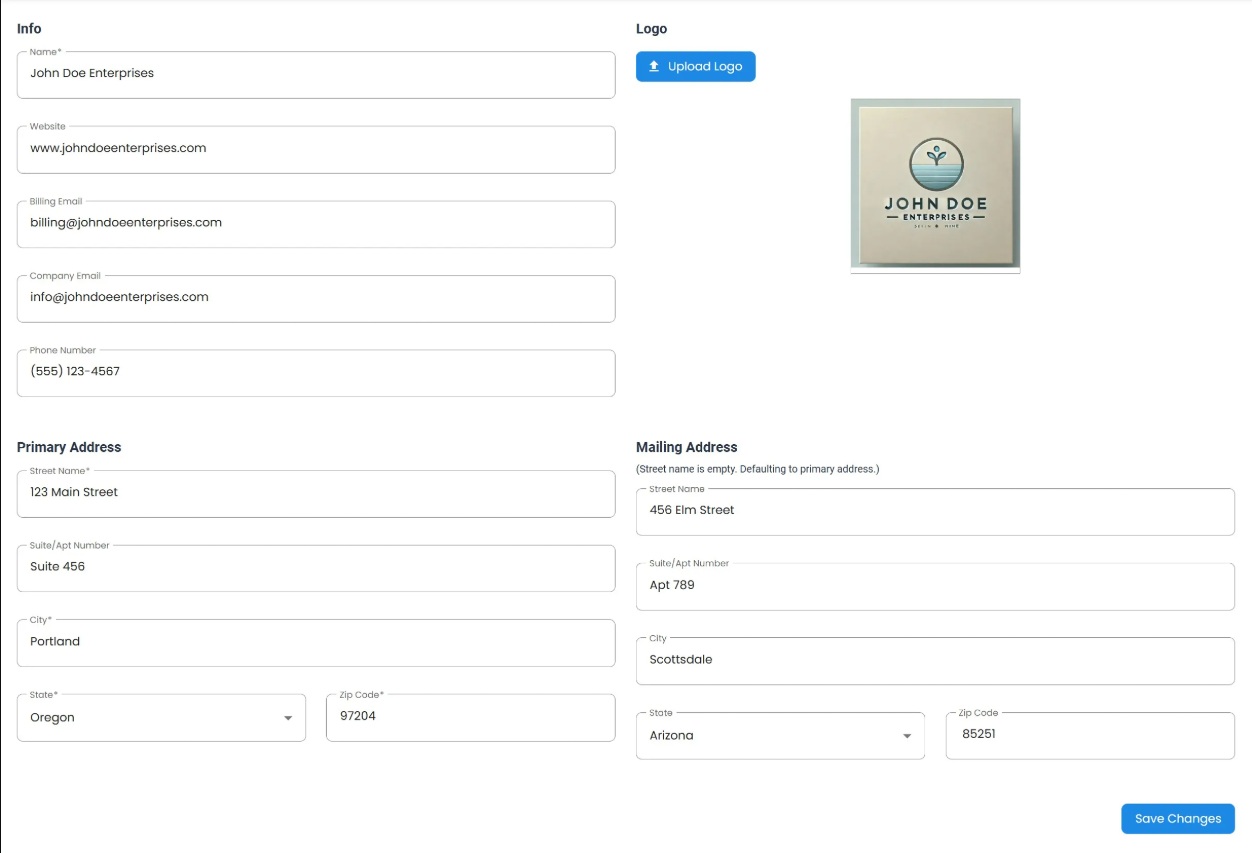 Info
Name*
John Doe Enterprises
Website
www.johndoeenterprises.com
Billing Email
billing@johndoeenterprises.com
Company Email
info@johndoeenterprises.com
Phone Number
(555) 123-4567
Logo
Upload Logo
JOHN DOE
ENTERPRISES
Primary Address
Street Name*
123 Main Street
Suite/Apt Number
Suite 456
City*
Portland
State*
Oregon
Zip Code*
97204
Mailing Address
(Street name is empty. Defaulting to primary address.)
Street Name
456 Elm Street
Suite/Apt Number
Apt 789
City
Scottsdale
State
Arizona
Zip Code
85251
Save Changes